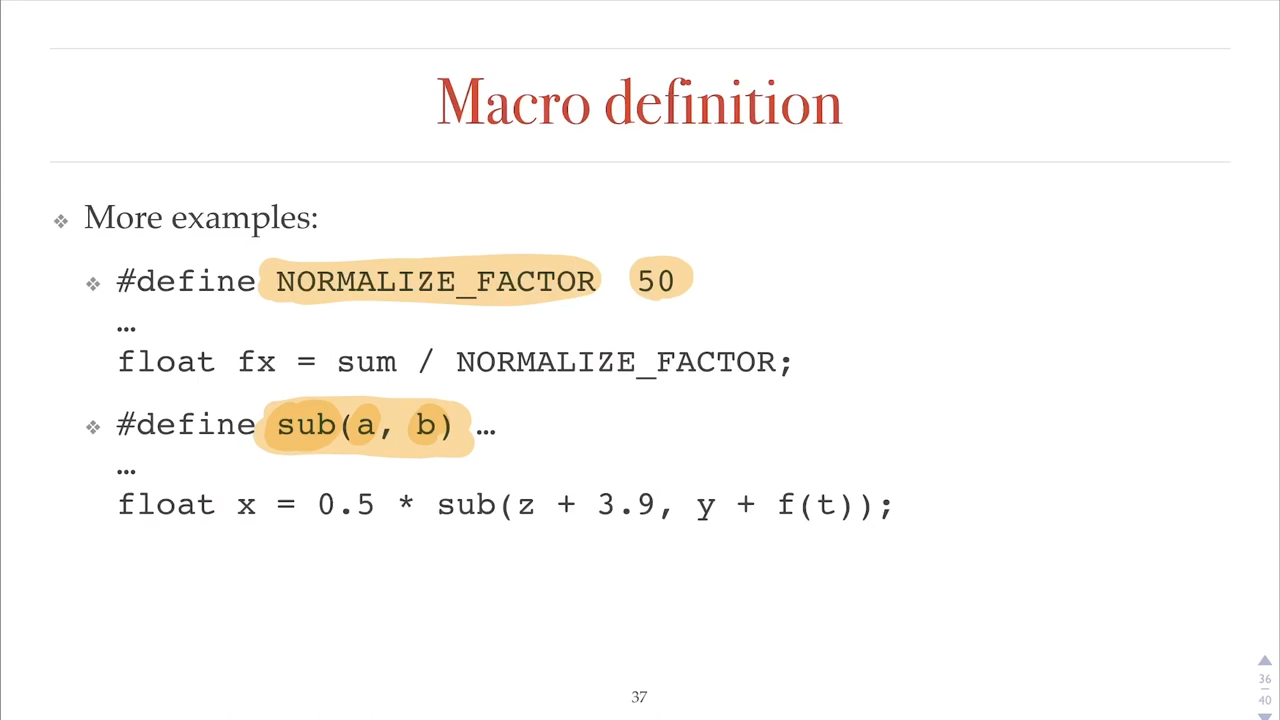 Macro definition
❖ More examples:
❖ #define NORMALIZE_FACTOR 50
…
float fx = sum / NORMALIZE_FACTOR;
❖ #define sub(a, b) …
…
float x = 0.5 * sub(z + 3.9, y + f(t));
37
36
40